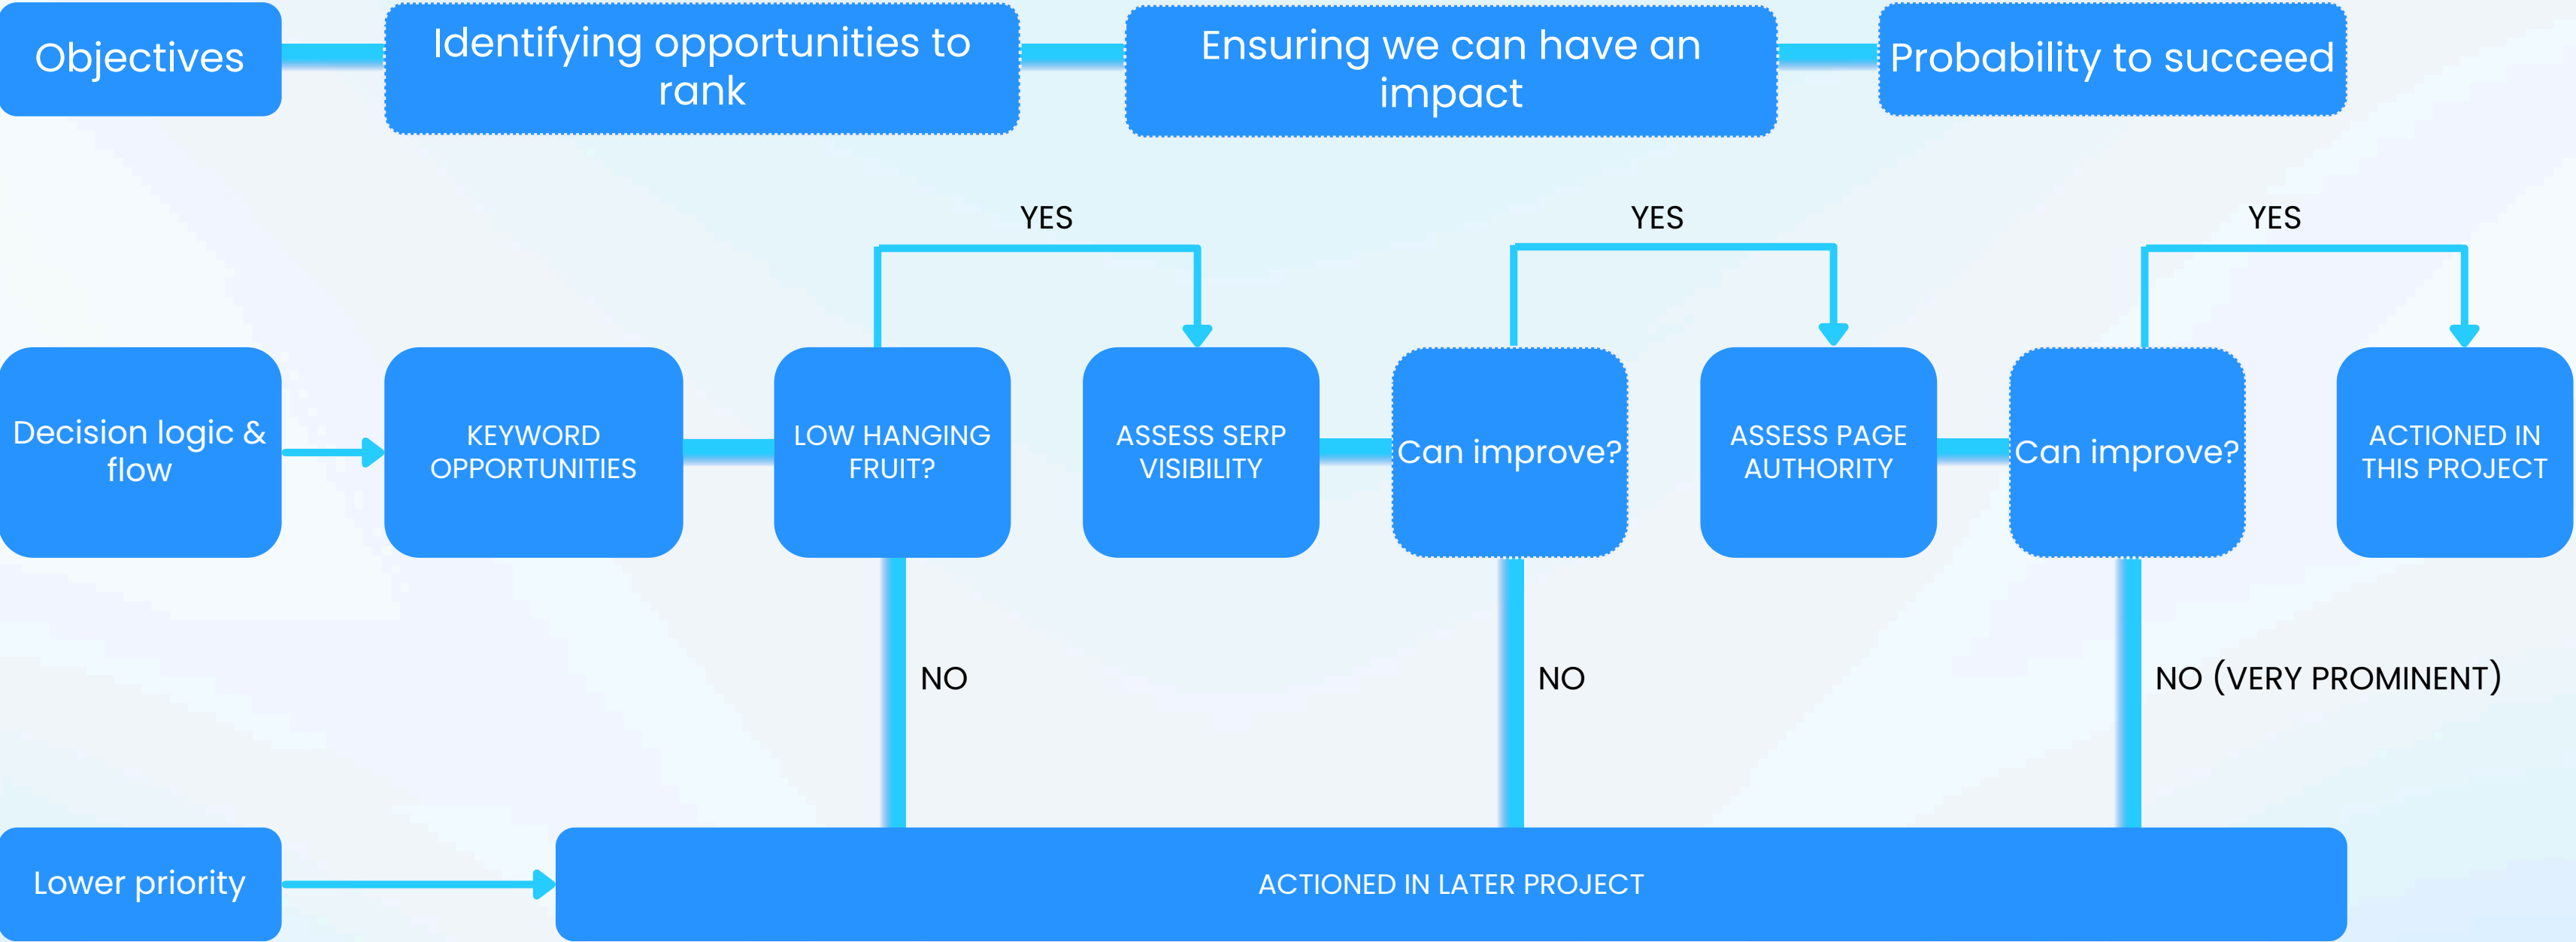 Objectives
Identifying opportunities to
rank
Ensuring we can have an
impact
Probability to succeed
YES
YES
YES
Decision logic &
flow
KEYWORD
OPPORTUNITIES
LOW HANGING
FRUIT?
ASSESS SERP
VISIBILITY
Can improve?
ASSESS PAGE
AUTHORITY
Can improve?
ACTIONED IN
THIS PROJECT
NO
NO
NO (VERY PROMINENT)
Lower priority
ACTIONED IN LATER PROJECT